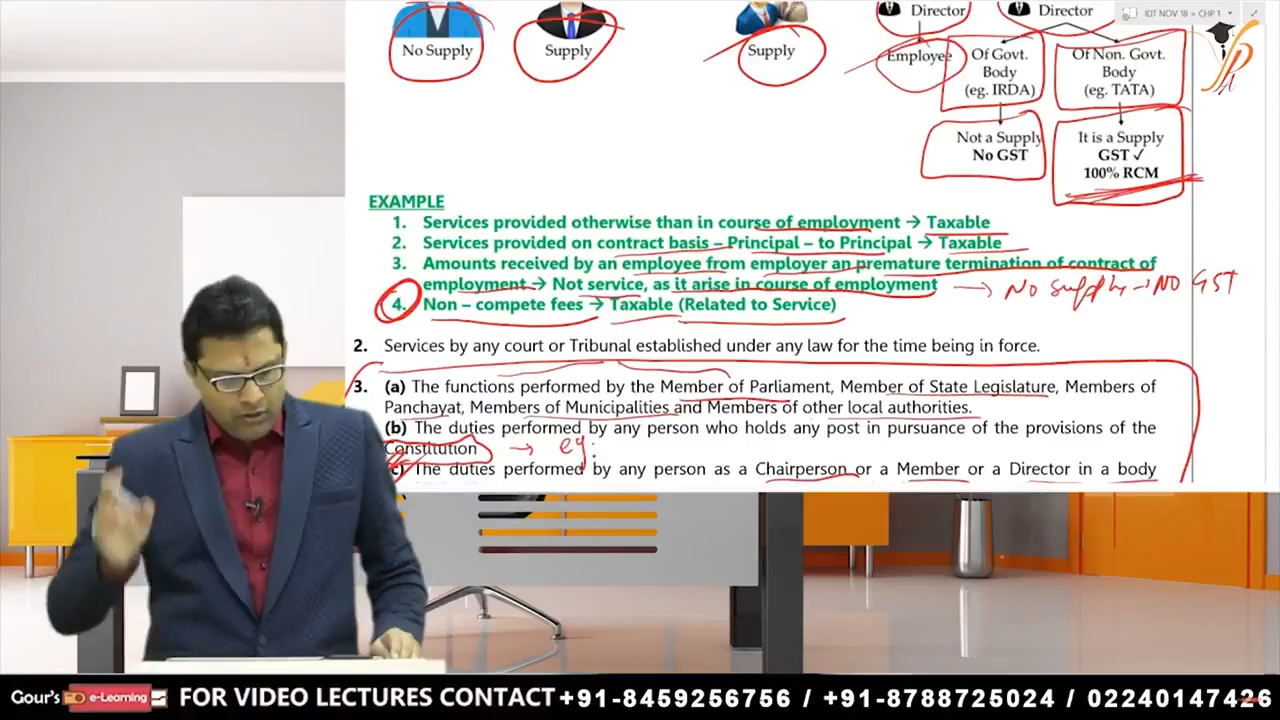 IDT NOV 18 > CHP 1
Director
Director
No Supply
Supply
Supply
Employee
Of Govt.
Body
(eg. IRDA)
Of Non. Govt.
Body
(eg. TATA)
Not a Supply
No GST
It is a Supply
GST ✓
100% RCM
EXAMPLE
1. Services provided otherwise than in course of employment → Taxable
2. Services provided on contract basis – Principal – to Principal → Taxable
3. Amounts received by an employee from employer an premature termination of contract of
employment → Not service, as it arise in course of employment → No Supply → NO GST
4. Non – compete fees → Taxable (Related to Service)
2. Services by any court or Tribunal established under any law for the time being in force.
3. (a) The functions performed by the Member of Parliament, Member of State Legislature, Members of
Panchayat, Members of Municipalities and Members of other local authorities.
(b) The duties performed by any person who holds any post in pursuance of the provisions of the
Constitution → eg:
(c) The duties performed by any person as a Chairperson or a Member or a Director in a body
Gour's e-Learning FOR VIDEO LECTURES CONTACT +91-8459256756 / +91-8788725024 / 02240147426